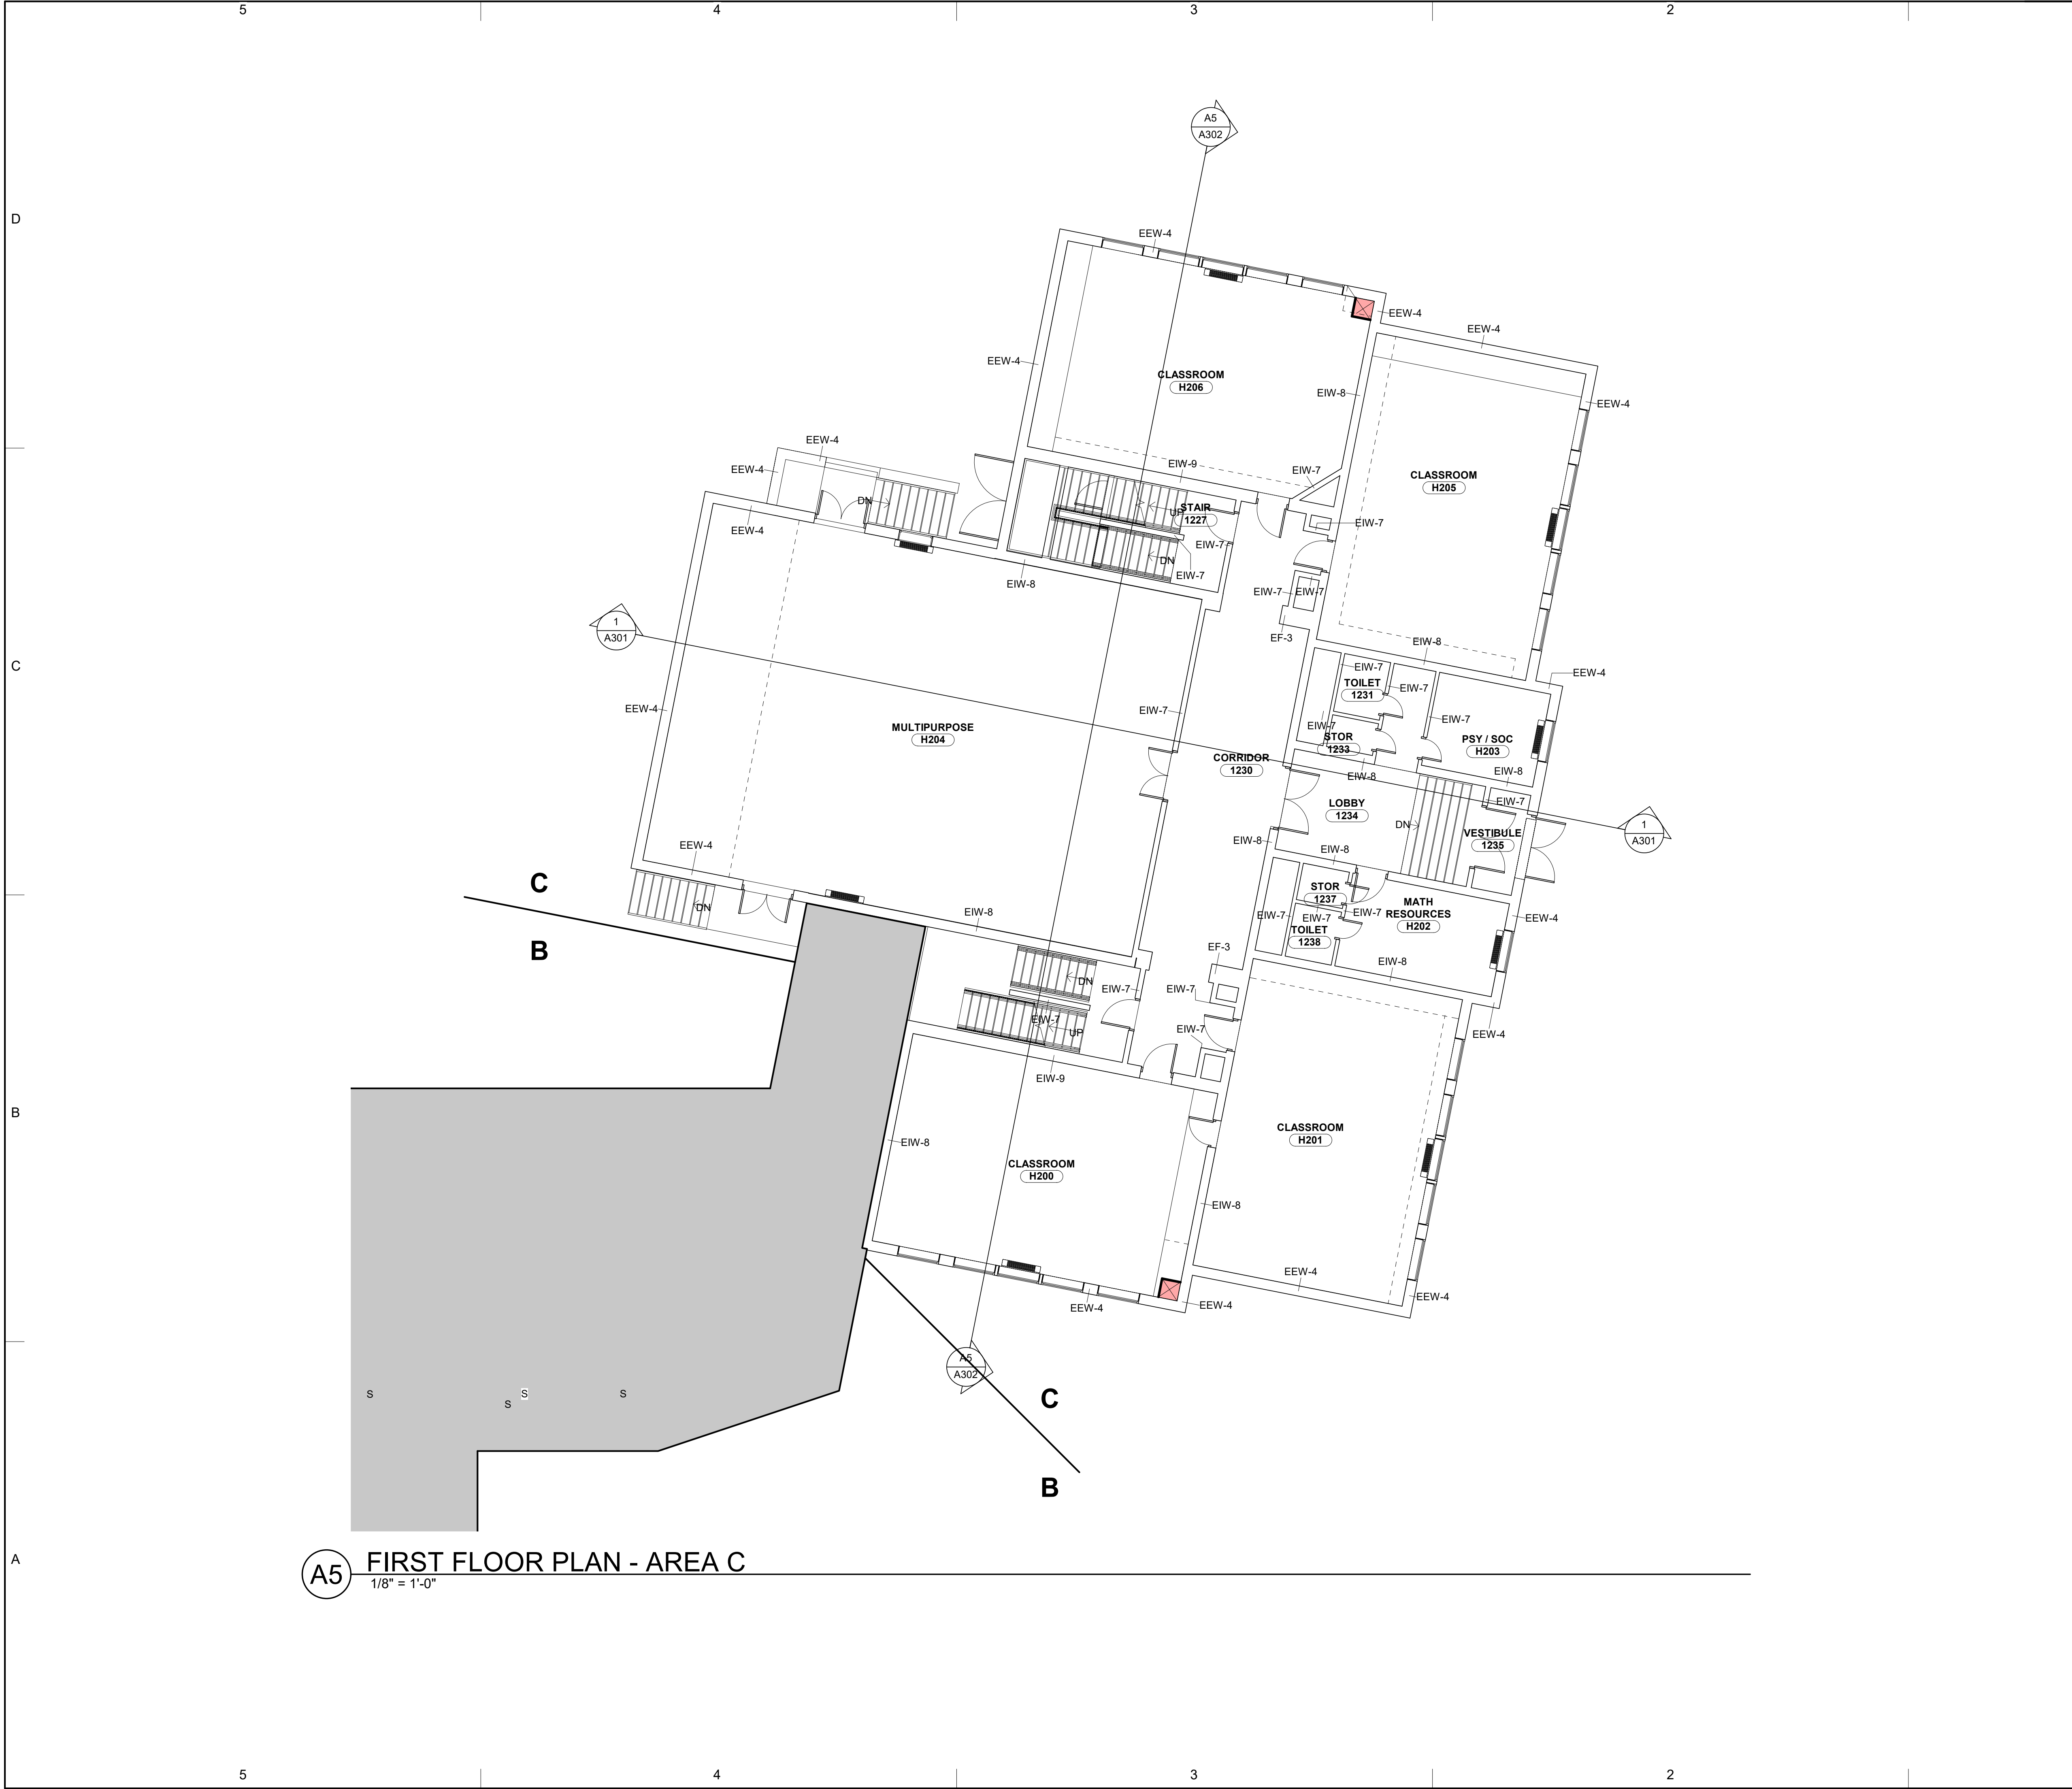 5 4 3 2
A5
A302
D
EEW-4
EEW-4
EEW-4
EEW-4
CLASSROOM
H206
EIW-8
EEW-4
EEW-4
EEW-4
EEW-4
EIW-9
EIW-7
CLASSROOM
H205
DN
UP
STAIR
1227
EEW-4
EIW-7
EIW-7
DN
EIW-7
EIW-8
EIW-7
EIW-7
1
A301
EF-3
EIW-8
C
EIW-7
TOILET
1231
EIW-7
EEW-4
EEW-4
EIW-7
EIW-7
EIW-7
MULTIPURPOSE
H204
STOR
1233
PSY / SOC
H203
CORRIDOR
1230
EIW-8
EIW-8
EIW-7
LOBBY
1234
DN
VESTIBULE
1235
1
A301
EEW-4
EIW-8
EIW-8
C
STOR
1237
MATH
RESOURCES
H202
DN
EIW-8
EIW-7
EIW-7
EIW-7
EEW-4
TOILET
1238
B
EF-3
EIW-8
DN
EIW-7
EIW-7
EIW-7
UP
EIW-7
EEW-4
EIW-9
B
CLASSROOM
H201
EIW-8
CLASSROOM
H200
EIW-8
EEW-4
EEW-4
EEW-4
EEW-4
A5
A302
S
S
S
S
C
B
A
A5
FIRST FLOOR PLAN - AREA C
1/8" = 1'-0"
5 4 3 2